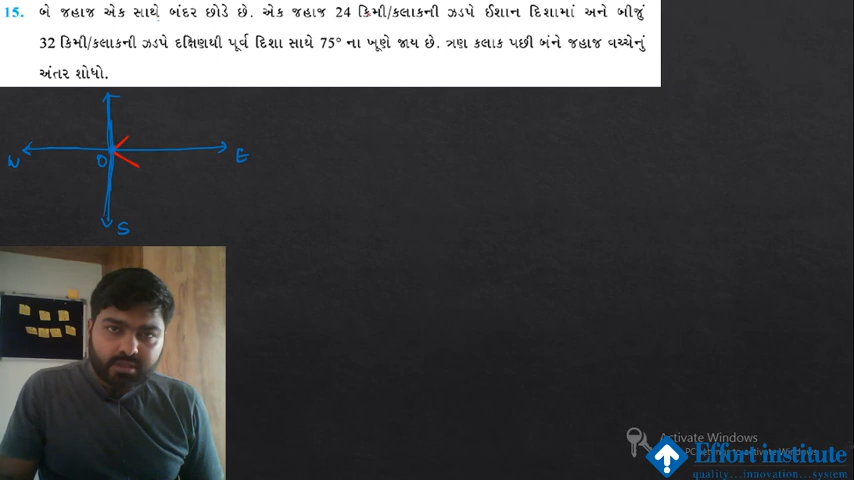 15. બે જહાજ એક સાથે બંદર છોડે છે. એક જહાજ 24 કિમી/કલાકની ઝડપે ઈશાન દિશામાં અને બીજું
32 કિમી/કલાકની ઝડપે દક્ષિણથી પૂર્વ દિશા સાથે 75° ના ખૂણે જાય છે. ત્રણ કલાક પછી બંને જહાજ વચ્ચેનું
અંતર શોધો.
W
O
E
S
Activate Windows
Effort institute
quality...innovation...system